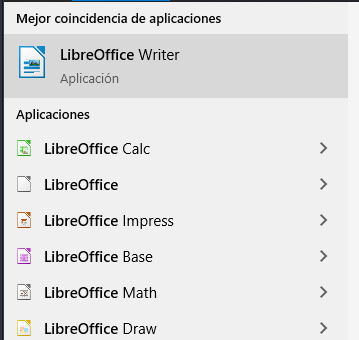 Mejor coincidencia de aplicaciones
LibreOffice Writer
Aplicación
Aplicaciones
LibreOffice Calc
LibreOffice
LibreOffice Impress
LibreOffice Base
LibreOffice Math
LibreOffice Draw